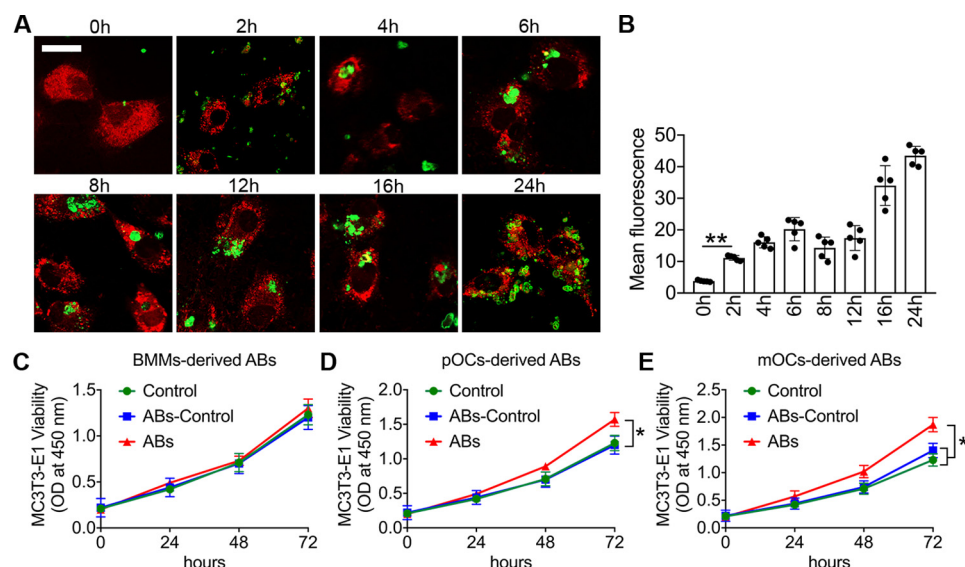 A
0h 2h 4h 6h
8h 12h 16h 24h
B
Mean fluorescence
50
40
30
20
10
0
**
0h 2h 4h 6h 8h 12h 16h 24h
C BMMs-derived ABs
MC3T3-E1 Viability
(OD at 450 nm)
1.5
1.0
0.5
0.0
Control
ABs-Control
ABs
0 24 48 72
hours
D pOCs-derived ABs
MC3T3-E1 Viability
(OD at 450 nm)
2.0
1.5
1.0
0.5
0.0
Control
ABs-Control
ABs
*
0 24 48 72
hours
E mOCs-derived ABs
MC3T3-E1 Viability
(OD at 450 nm)
2.5
2.0
1.5
1.0
0.5
0.0
Control
ABs-Control
ABs
*
0 24 48 72
hours